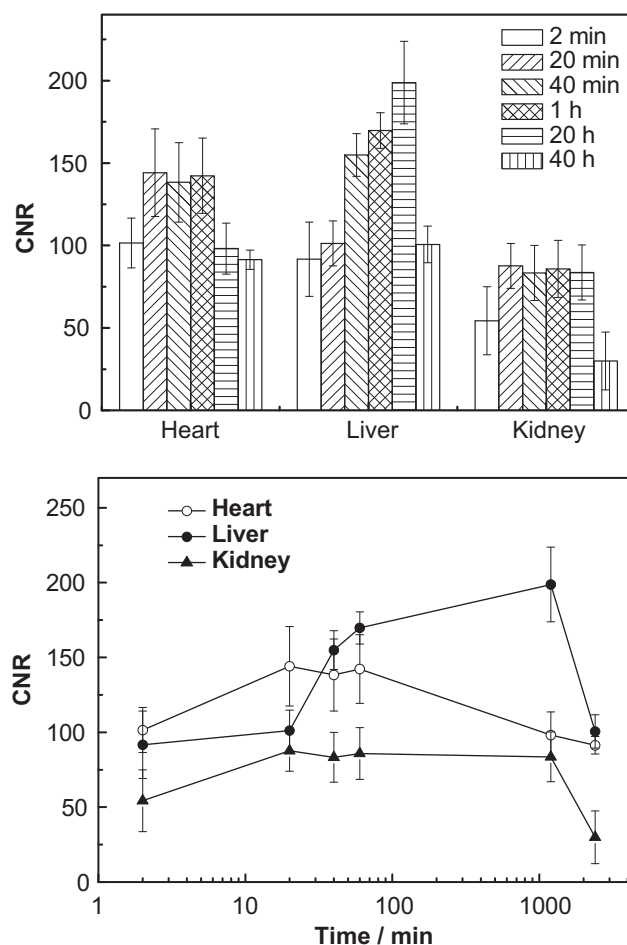 CNR
200
150
100
50
0
2 min
20 min
40 min
1 h
20 h
40 h
Heart Liver Kidney
CNR
250
200
150
100
50
0
Heart
Liver
Kidney
1 10 100 1000
Time / min